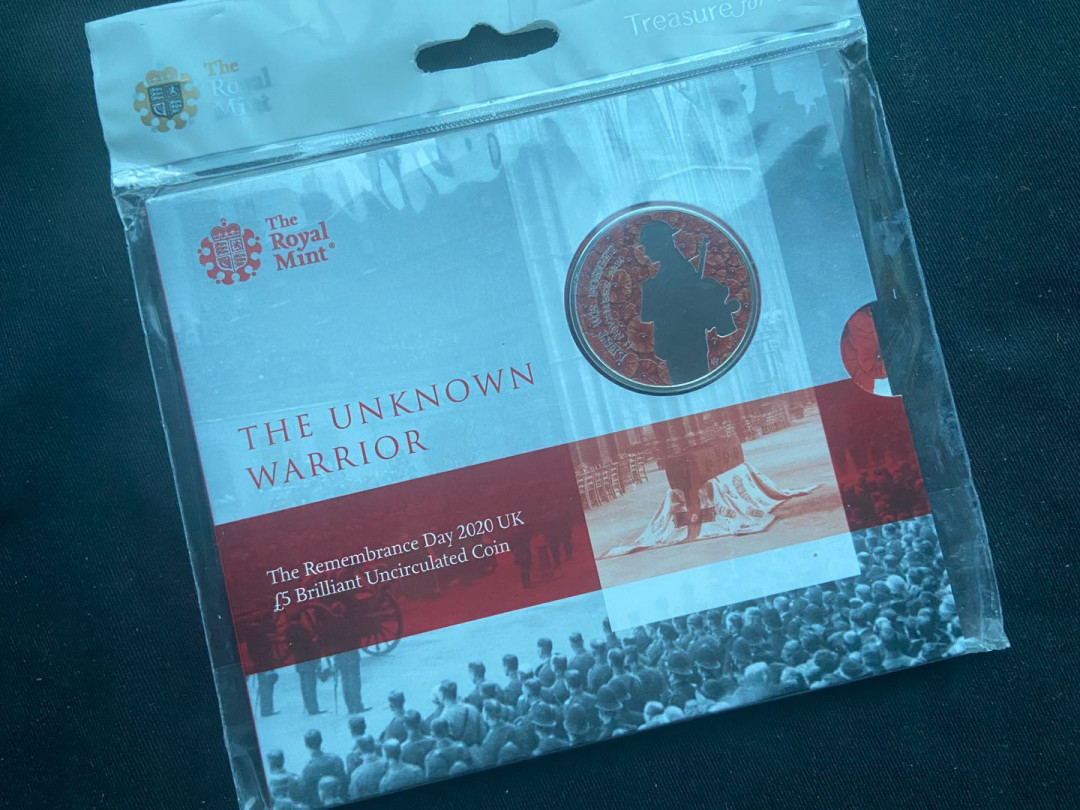 Treasure for
The
Royal
Mint
The
Royal
Mint®
THE UNKNOWN
WARRIOR
The Remembrance Day 2020 UK
£5 Brilliant Uncirculated Coin